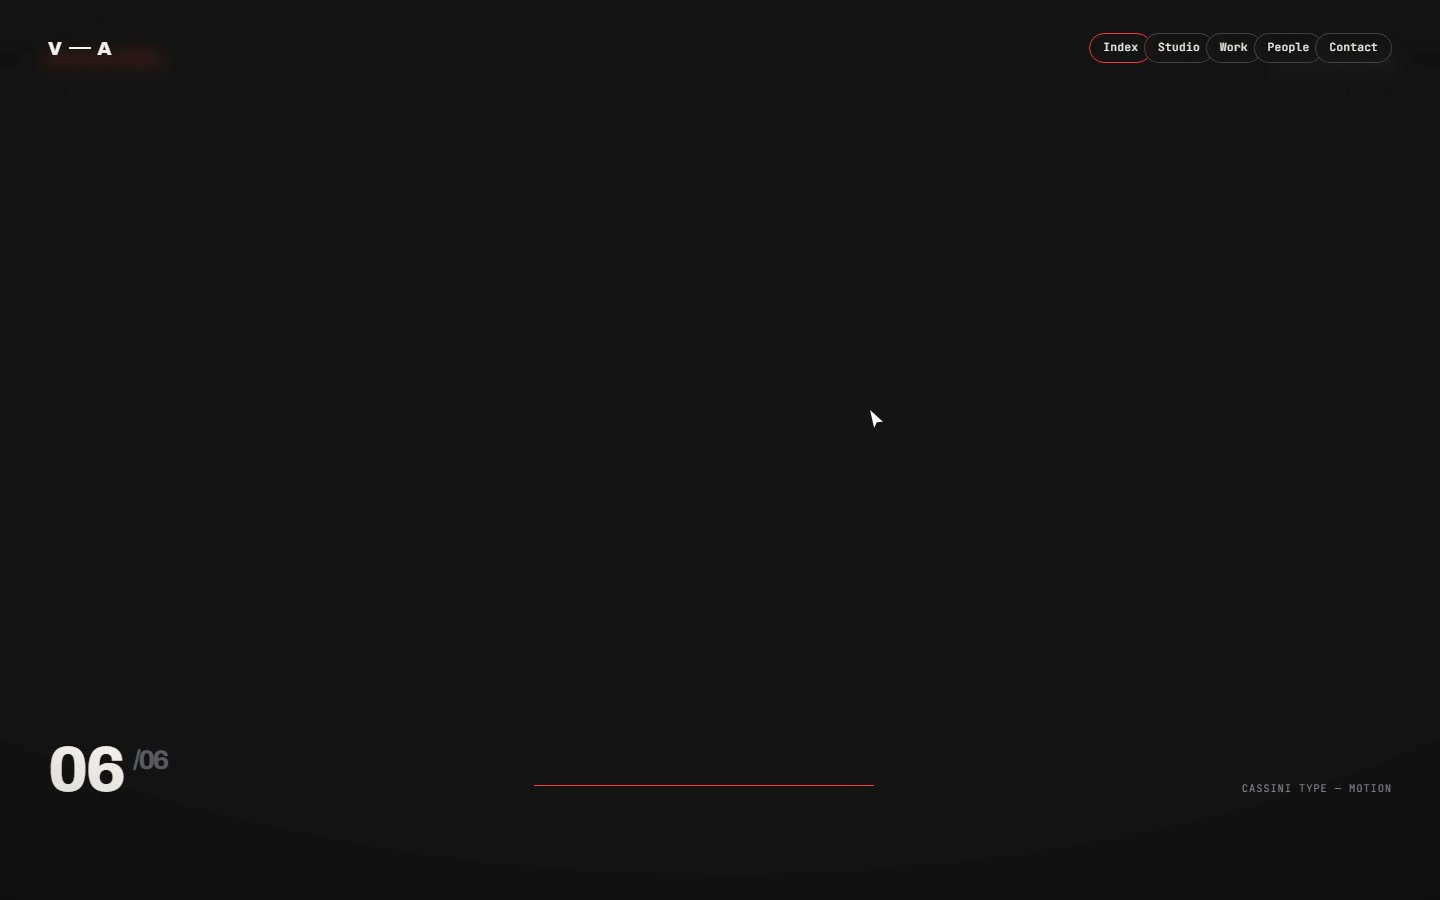 V — A
Index Studio Work People Contact
06 /06
CASSINI TYPE — MOTION